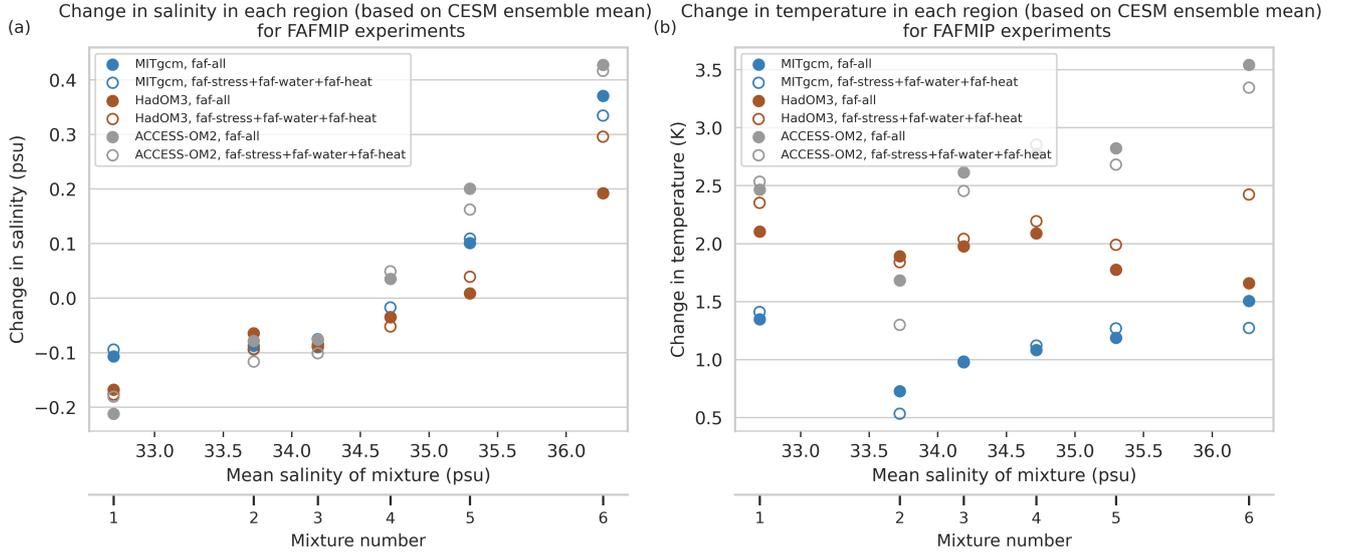 (a)
Change in salinity in each region (based on CESM ensemble mean)
for FAFMIP experiments
MITgcm, faf-all
MITgcm, faf-stress+faf-water+faf-heat
HadOM3, faf-all
HadOM3, faf-stress+faf-water+faf-heat
ACCESS-OM2, faf-all
ACCESS-OM2, faf-stress+faf-water+faf-heat
Change in salinity (psu)
0.4
0.3
0.2
0.1
0.0
−0.1
−0.2
33.0 33.5 34.0 34.5 35.0 35.5 36.0
Mean salinity of mixture (psu)
1 2 3 4 5 6
Mixture number
(b)
Change in temperature in each region (based on CESM ensemble mean)
for FAFMIP experiments
MITgcm, faf-all
MITgcm, faf-stress+faf-water+faf-heat
HadOM3, faf-all
HadOM3, faf-stress+faf-water+faf-heat
ACCESS-OM2, faf-all
ACCESS-OM2, faf-stress+faf-water+faf-heat
Change in temperature (K)
3.5
3.0
2.5
2.0
1.5
1.0
0.5
33.0 33.5 34.0 34.5 35.0 35.5 36.0
Mean salinity of mixture (psu)
1 2 3 4 5 6
Mixture number